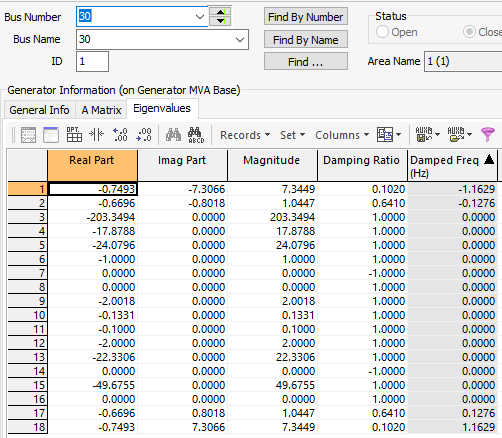 Bus Number 30 Find By Number Status
Bus Name 30 Find By Name Open Close
ID 1 Find ... Area Name 1 (1)
Generator Information (on Generator MVA Base)
General Info A Matrix Eigenvalues
Records Set Columns
Real Part Imag Part Magnitude Damping Ratio Damped Freq (Hz)
1 -0.7493 -7.3066 7.3449 0.1020 -1.1629
2 -0.6696 -0.8018 1.0447 0.6410 -0.1276
3 -203.3494 0.0000 203.3494 1.0000 0.0000
4 -17.8788 0.0000 17.8788 1.0000 0.0000
5 -24.0796 0.0000 24.0796 1.0000 0.0000
6 -1.0000 0.0000 1.0000 1.0000 0.0000
7 0.0000 0.0000 0.0000 -1.0000 0.0000
8 0.0000 0.0000 0.0000 1.0000 0.0000
9 -2.0018 0.0000 2.0018 1.0000 0.0000
10 -0.1331 0.0000 0.1331 1.0000 0.0000
11 -0.1000 0.0000 0.1000 1.0000 0.0000
12 -2.0000 0.0000 2.0000 1.0000 0.0000
13 -22.3306 0.0000 22.3306 1.0000 0.0000
14 0.0000 0.0000 0.0000 -1.0000 0.0000
15 -49.6755 0.0000 49.6755 1.0000 0.0000
16 0.0000 0.0000 0.0000 1.0000 0.0000
17 -0.6696 0.8018 1.0447 0.6410 0.1276
18 -0.7493 7.3066 7.3449 0.1020 1.1629